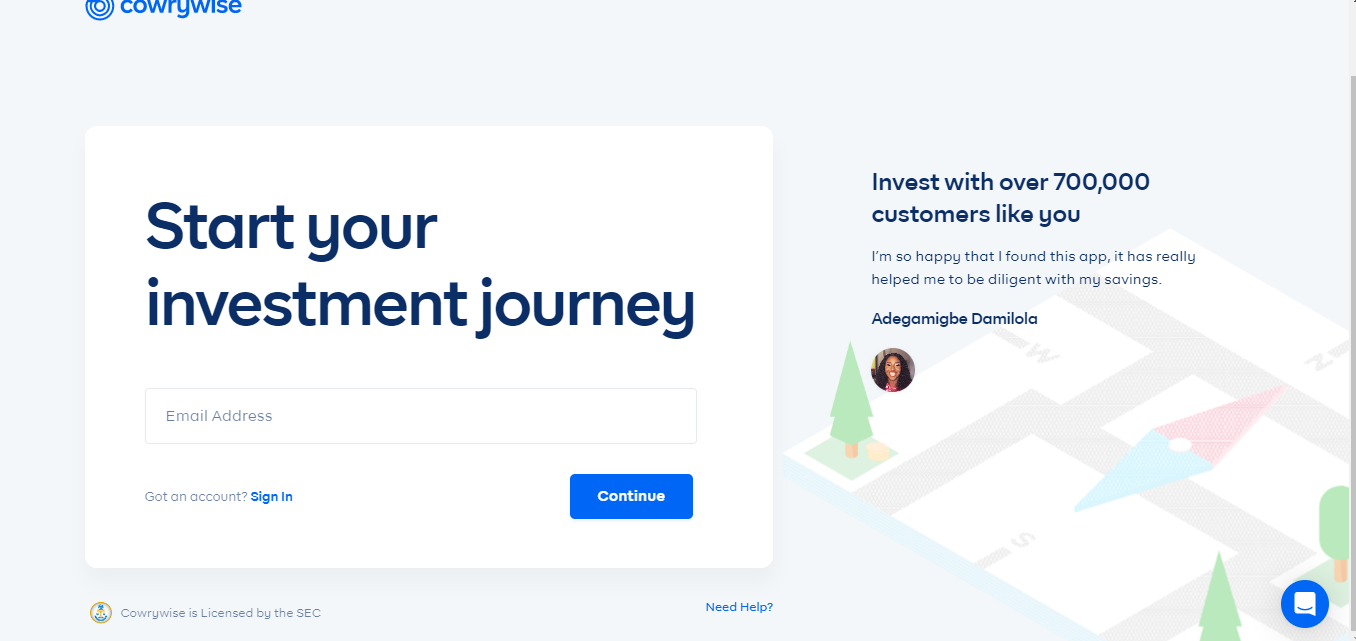 cowrywise
Start your
investment journey
Email Address
Got an account? Sign In
Continue
Cowrywise is Licensed by the SEC
Need Help?
Invest with over 700,000
customers like you
I'm so happy that I found this app, it has really
helped me to be diligent with my savings.
Adegamigbe Damilola
W
N
S